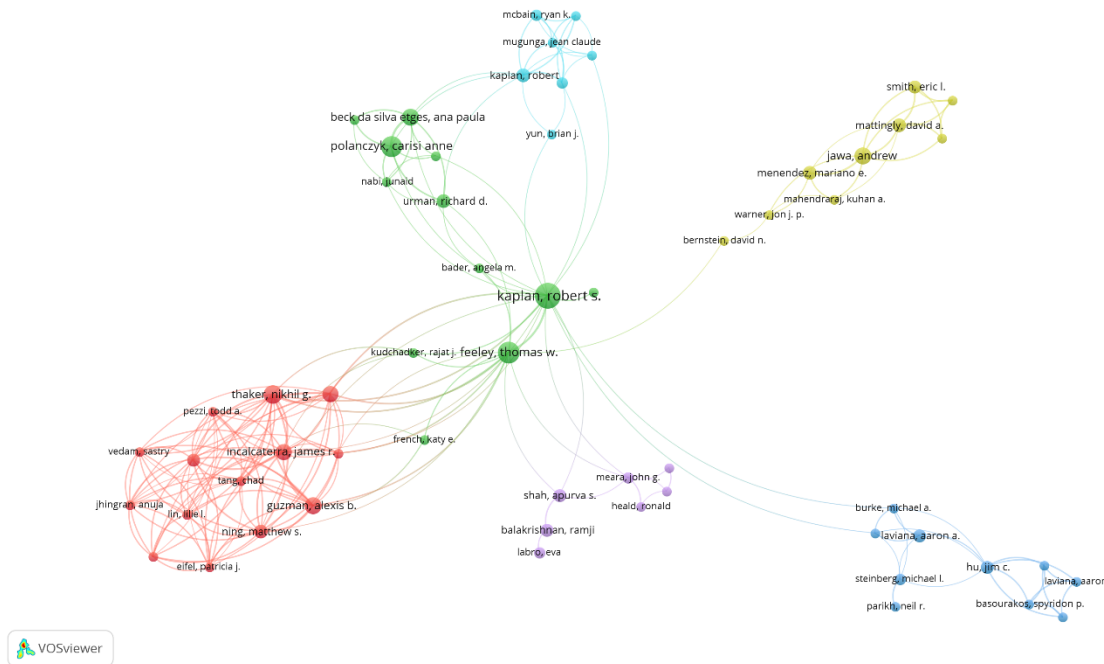 mcbain, ryan k.
mugunga, jean claude
kaplan, robert
smith, eric l.
beck da silva etges, ana paula
mattingly, david a.
yun, brian j.
polanczyk, carisi anne
jawa, andrew
menendez, mariano e.
nabi, junaid
urman, richard d.
mahendraraj, kuhan a.
warner, jon j. p.
bernstein, david n.
bader, angela m.
kaplan, robert s.
kudchadker, rajat j.
feeley, thomas w.
thaker, nikhil g.
pezzi, todd a.
french, katy e.
vedam, sastry
incalcaterra, james r.
meara, john g.
tang, chad
shah, apurva s.
jhingran, anuja
guzman, alexis b.
heald, ronald
burke, michael a.
lin, lilie l.
ning, matthew s.
balakrishnan, ramji
laviana, aaron a.
labro, eva
eifel, patricia j.
hu, jim c.
steinberg, michael l.
laviana, aaron
basourakos, spyridon p.
parikh, neil r.
VOSviewer